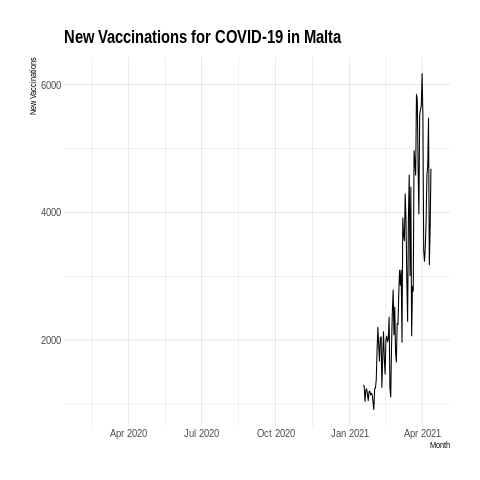 New Vaccinations for COVID-19 in Malta
New Vaccinations
6000
4000
2000
Apr 2020 Jul 2020 Oct 2020 Jan 2021 Apr 2021
Month